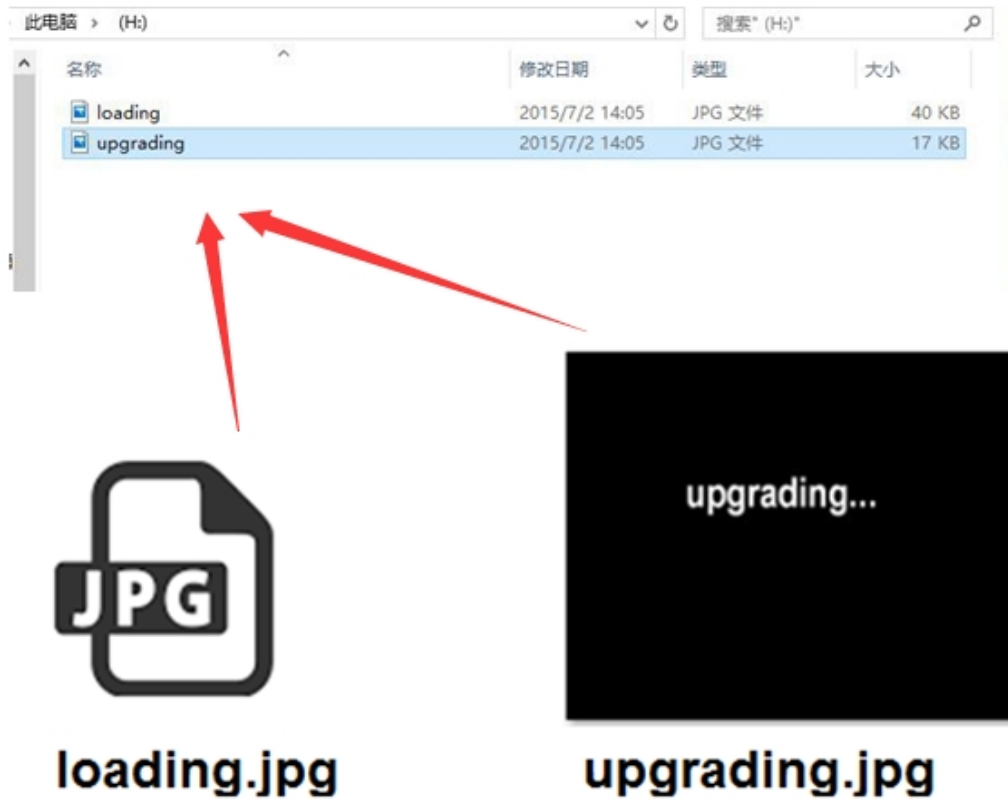 此电脑 > (H:)
搜索" (H:)"
名称 修改日期 类型 大小
loading 2015/7/2 14:05 JPG 文件 40 KB
upgrading 2015/7/2 14:05 JPG 文件 17 KB
upgrading...
JPG
loading.jpg
upgrading.jpg